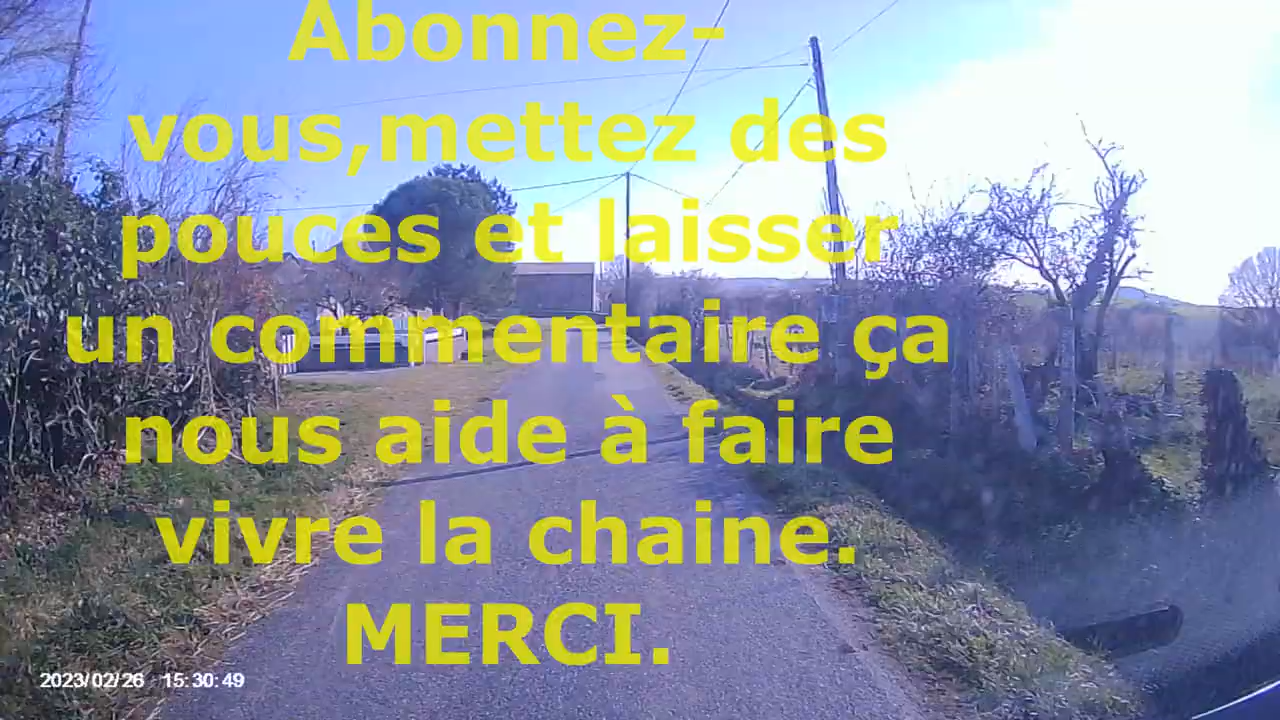 Abonnez-
vous,mettez des
pouces et laisser
un commentaire ça
nous aide à faire
vivre la chaine.
MERCI.
2023/02/26 15:30:49